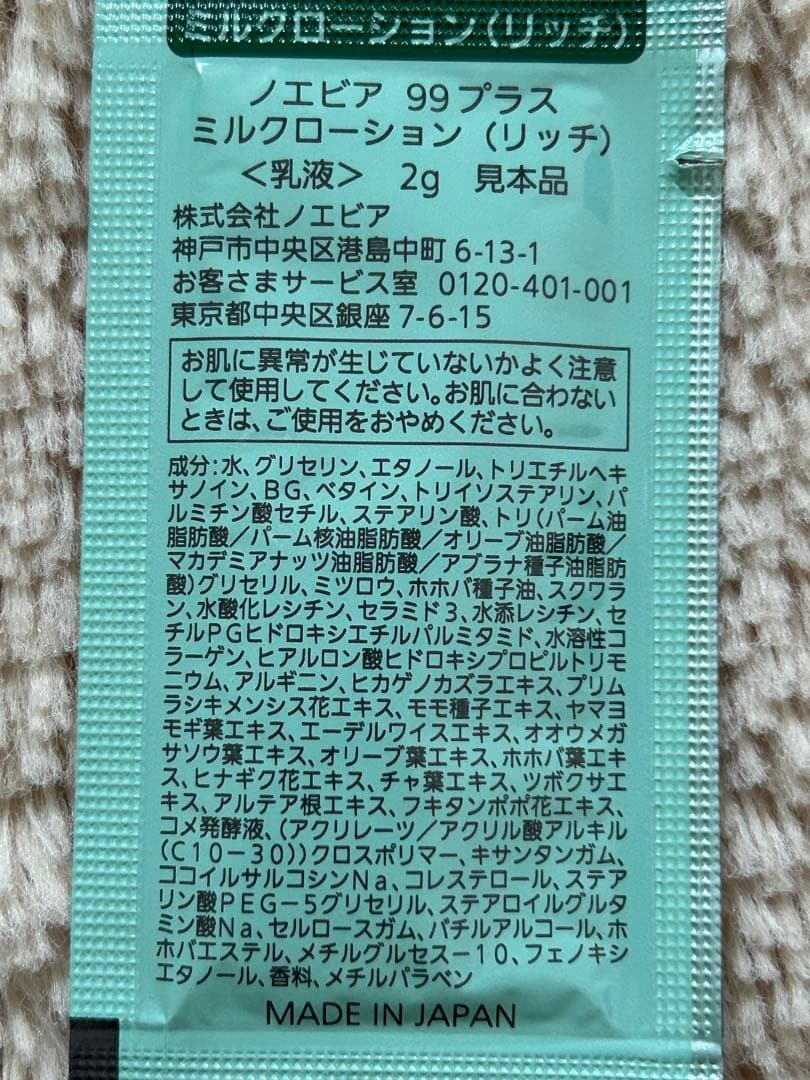 ミルクローション(リッチ)
ノエビア 99プラス
ミルクローション(リッチ)
<乳液> 2g 見本品
株式会社ノエビア
神戸市中央区港島中町 6-13-1
お客さまサービス室 0120-401-001
東京都中央区銀座 7-6-15
お肌に異常が生じていないかよく注意
して使用してください。お肌に合わない
ときは、ご使用をおやめください。
成分:水、グリセリン、エタノール、トリエチルヘキ
サノイン、BG、ベタイン、トリイソステアリン、パ
ルミチン酸セチル、ステアリン酸、トリ(パーム油
脂肪酸/パーム核油脂肪酸/オリーブ油脂肪酸/
マカデミアナッツ油脂肪酸/アブラナ種子油脂肪
酸)グリセリル、ミツロウ、ホホバ種子油、スクワラ
ン、水酸化レシチン、セラミド3、水添レシチン、セ
チルPGヒドロキシエチルパルミタミド、水溶性コ
ラーゲン、ヒアルロン酸ヒドロキシプロピルトリモ
ニウム、アルギニン、ヒカゲノカズラエキス、プリム
ラシキメンシス花エキス、モモ種子エキス、ヤマヨ
モギ葉エキス、エーデルワイスエキス、オオウメガ
サソウ葉エキス、オリーブ葉エキス、ホホバ葉エキ
ス、ヒナギク花エキス、チャ葉エキス、ツボクサエ
キス、アルテア根エキス、フキタンポポ花エキス、
コメ発酵液、(アクリレーツ/アクリル酸アルキル
(C10-30))クロスポリマー、キサンタンガム、
ココイルサルコシンNa、コレステロール、ステア
リン酸PEG-5グリセリル、ステアロイルグルタ
ミン酸Na、セルロースガム、バチルアルコール、ホ
ホバエステル、メチルグルセス-10、フェノキシ
エタノール、香料、メチルパラベン
MADE IN JAPAN